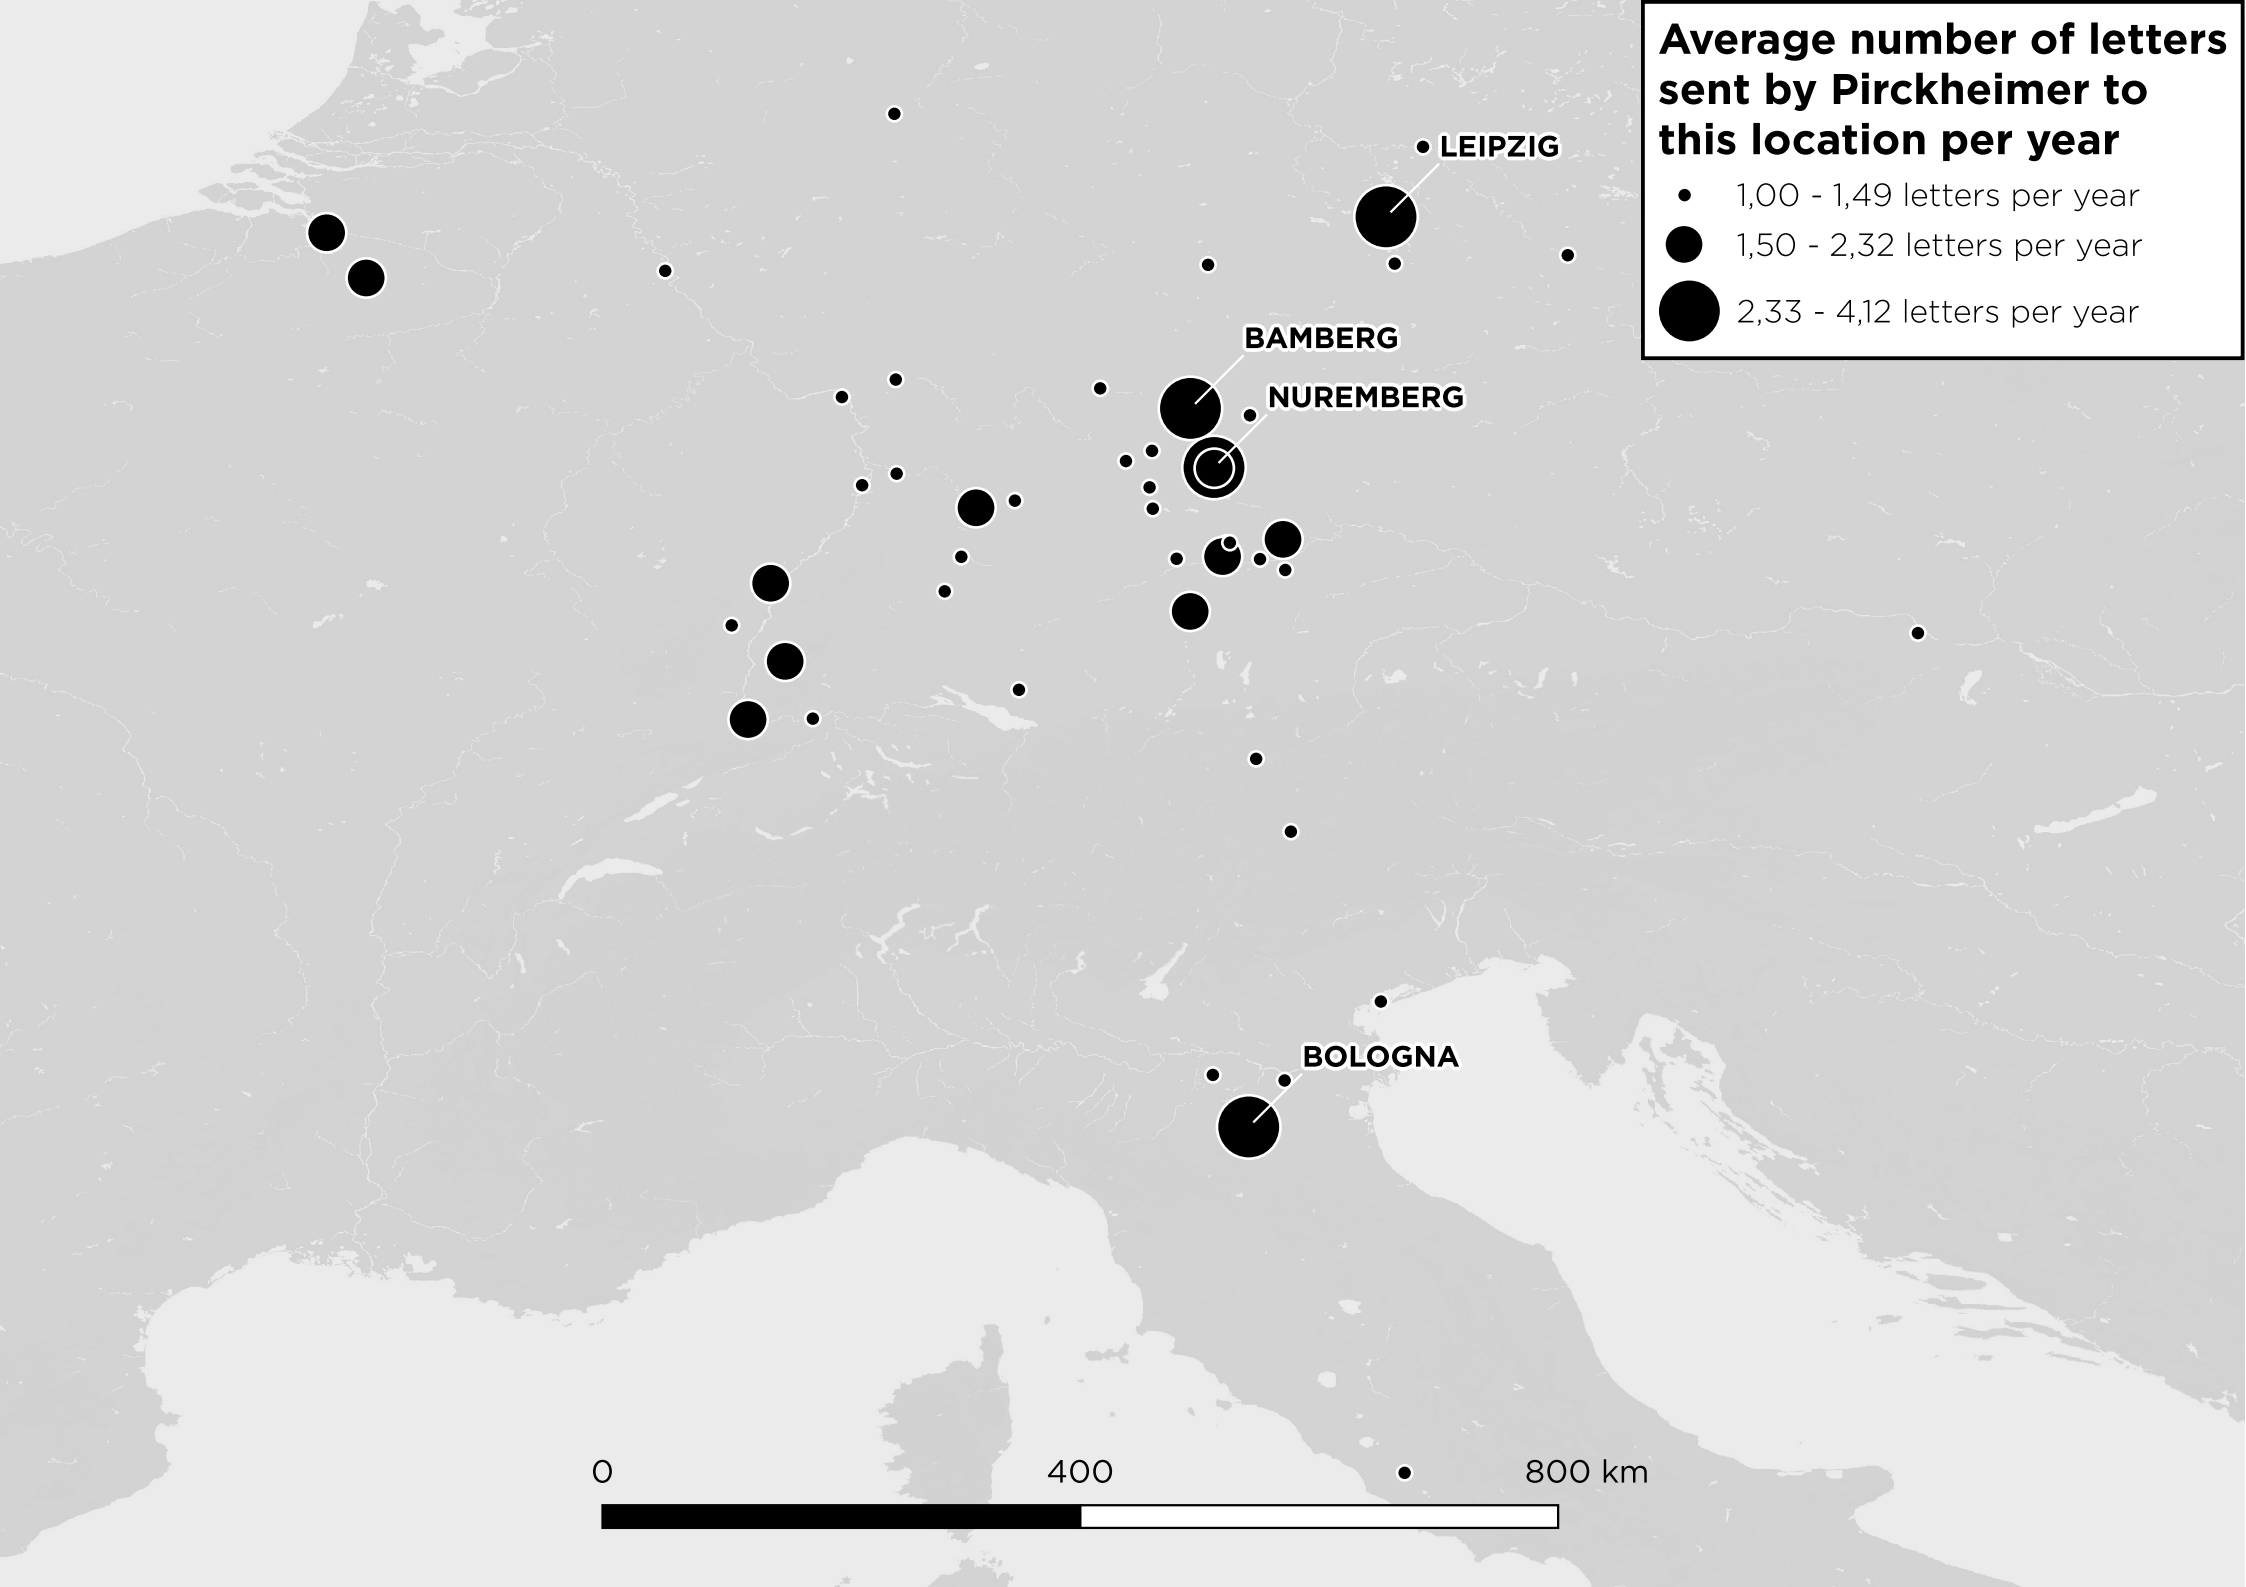 Average number of letters
sent by Pirckheimer to
this location per year
1,00 - 1,49 letters per year
1,50 - 2,32 letters per year
2,33 - 4,12 letters per year
LEIPZIG
BAMBERG
NUREMBERG
BOLOGNA
0 400 800 km